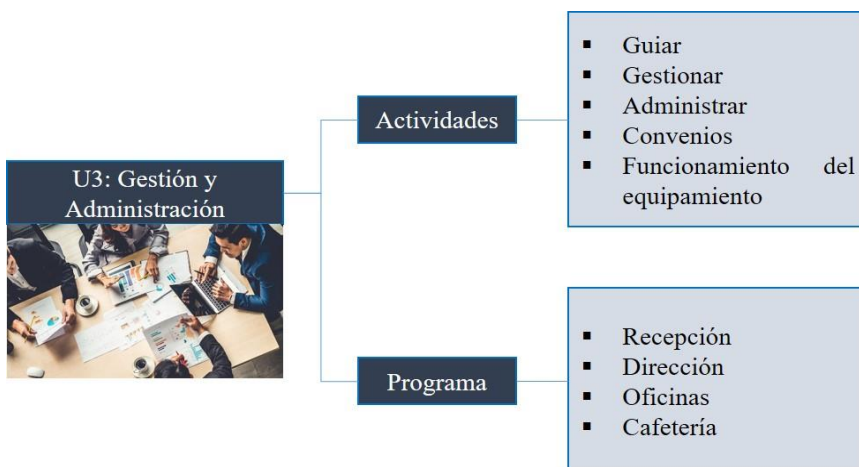 U3: Gestión y
Administración
Actividades
▪ Guiar
▪ Gestionar
▪ Administrar
▪ Convenios
▪ Funcionamiento del
equipamiento
Programa
▪ Recepción
▪ Dirección
▪ Oficinas
▪ Cafetería